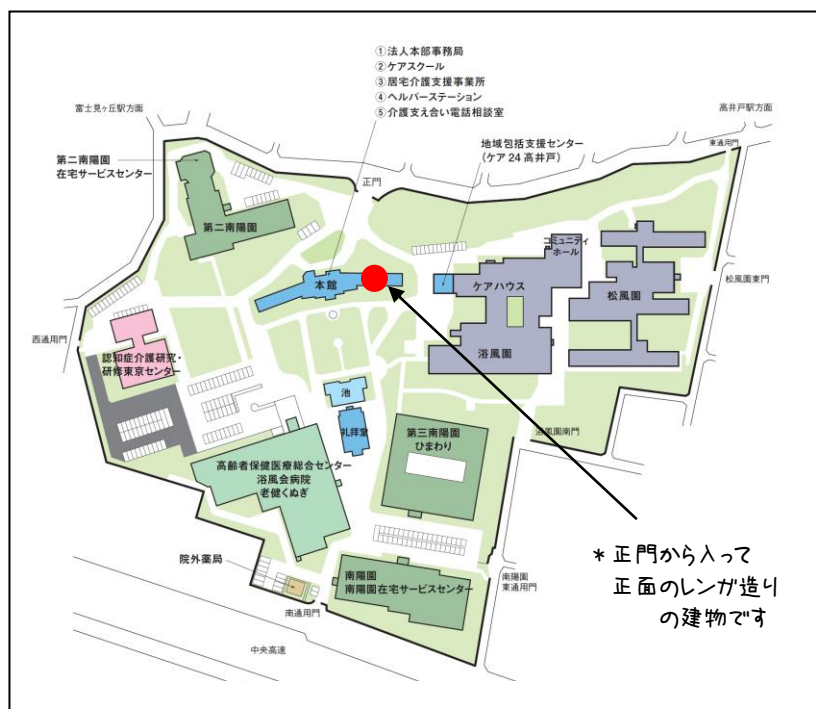 ①法人本部事務局
②ケアスクール
③居宅介護支援事業所
④ヘルパーステーション
⑤介護支え合い電話相談室
富士見ヶ丘駅方面
高井戸駅方面
東通用門
地域包括支援センター
(ケア24高井戸)
第二南陽園
在宅サービスセンター
正門
第二南陽園
コミュニティ
ホール
本館
ケアハウス
松風園
松風園東門
西通用門
認知症介護研究・
研修東京センター
浴風園
池
礼拝堂
第三南陽園
ひまわり
浴風園南門
高齢者保健医療総合センター
浴風会病院
老健くぬぎ
院外薬局
南陽園
南陽園在宅サービスセンター
南陽園
東通用門
南通用門
中央高速
*正門から入って
正面のレンガ造り
の建物です